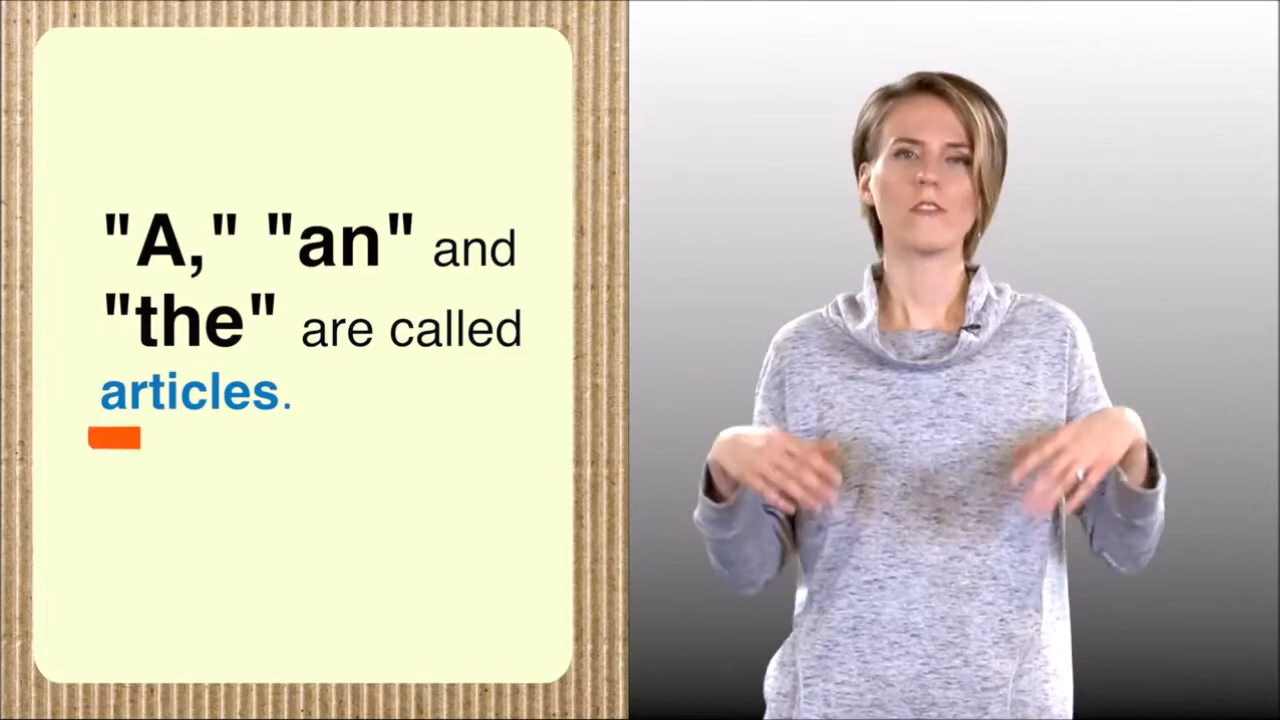 "A," "an" and
"the" are called
articles.